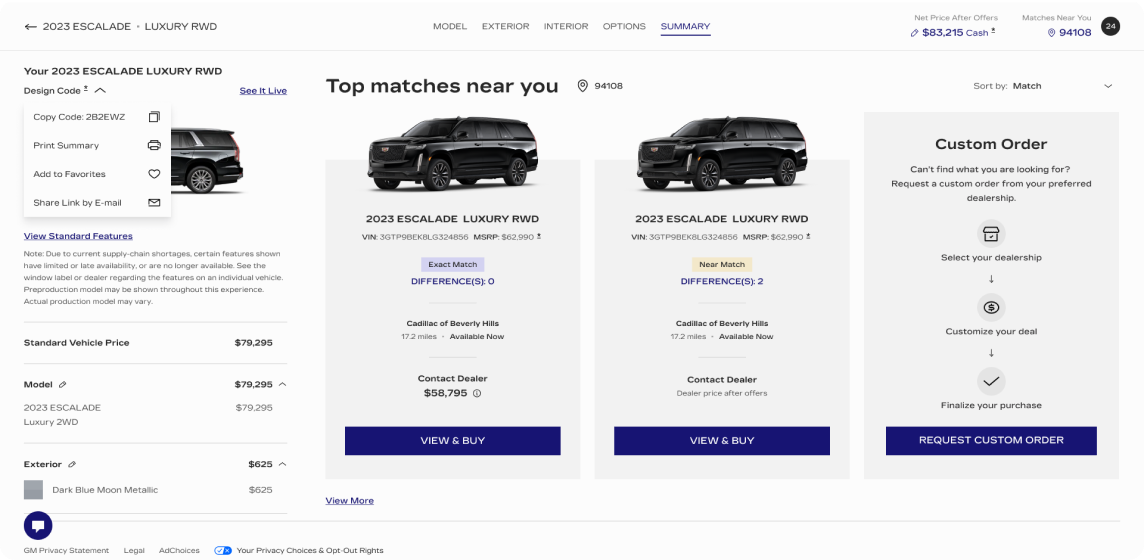 2023 ESCALADE • LUXURY RWD
MODEL EXTERIOR INTERIOR OPTIONS SUMMARY
Net Price After Offers
$83,215 Cash ‡
Matches Near You
94108
24
Your 2023 ESCALADE LUXURY RWD
Design Code ‡
See It Live
Copy Code: 2B2EWZ
Print Summary
Add to Favorites
Share Link by E-mail
View Standard Features
Note: Due to current supply-chain shortages, certain features shown
have limited or late availability, or are no longer available. See the
window label or dealer regarding the features on an individual vehicle.
Preproduction model may be shown throughout this experience.
Actual production model may vary.
Standard Vehicle Price $79,295
Model $79,295
2023 ESCALADE $79,295
Luxury 2WD
Exterior $625
Dark Blue Moon Metallic $625
Top matches near you 94108
Sort by: Match
2023 ESCALADE LUXURY RWD
VIN: 3GTP9BEK8LG324856 MSRP: $62,990 ‡
Exact Match
DIFFERENCE(S): 0
Cadillac of Beverly Hills
17.2 miles • Available Now
Contact Dealer
$58,795
VIEW & BUY
2023 ESCALADE LUXURY RWD
VIN: 3GTP9BEK8LG324856 MSRP: $62,990 ‡
Near Match
DIFFERENCE(S): 2
Cadillac of Beverly Hills
17.2 miles • Available Now
Contact Dealer
Dealer price after offers
VIEW & BUY
Custom Order
Can't find what you are looking for?
Request a custom order from your preferred
dealership.
Select your dealership
↓
Customize your deal
↓
Finalize your purchase
REQUEST CUSTOM ORDER
View More
GM Privacy Statement Legal AdChoices Your Privacy Choices & Opt-Out Rights